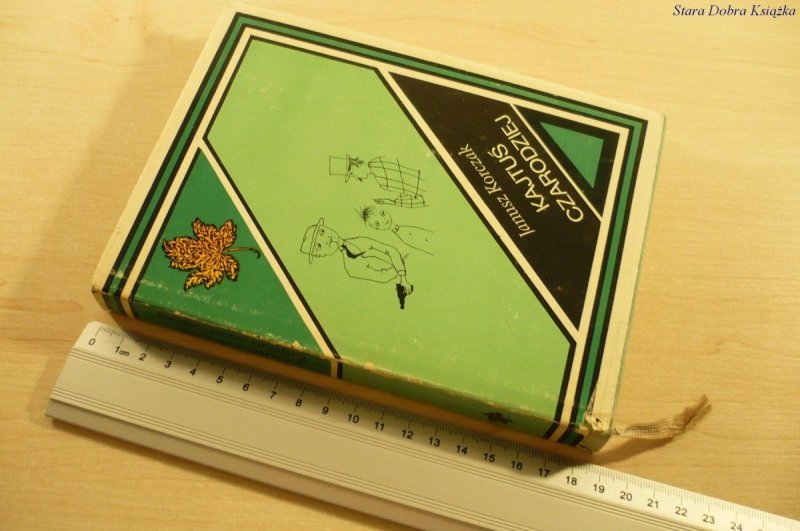 Stara Dobra Książka
Janusz Korczak
KAJTUŚ
CZARODZIEJ
0 1cm 2 3 4 5 6 7 8 9 10 11 12 13 14 15 16 17 18 19 20 21 22 23 24